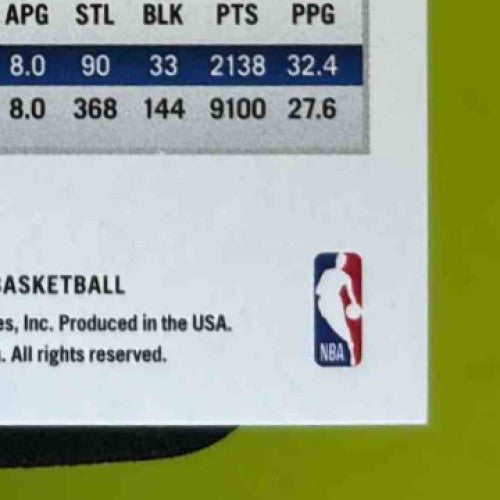 APG STL BLK PTS PPG
8.0 90 33 2138 32.4
8.0 368 144 9100 27.6
BASKETBALL
es, Inc. Produced in the USA.
. All rights reserved.
NBA